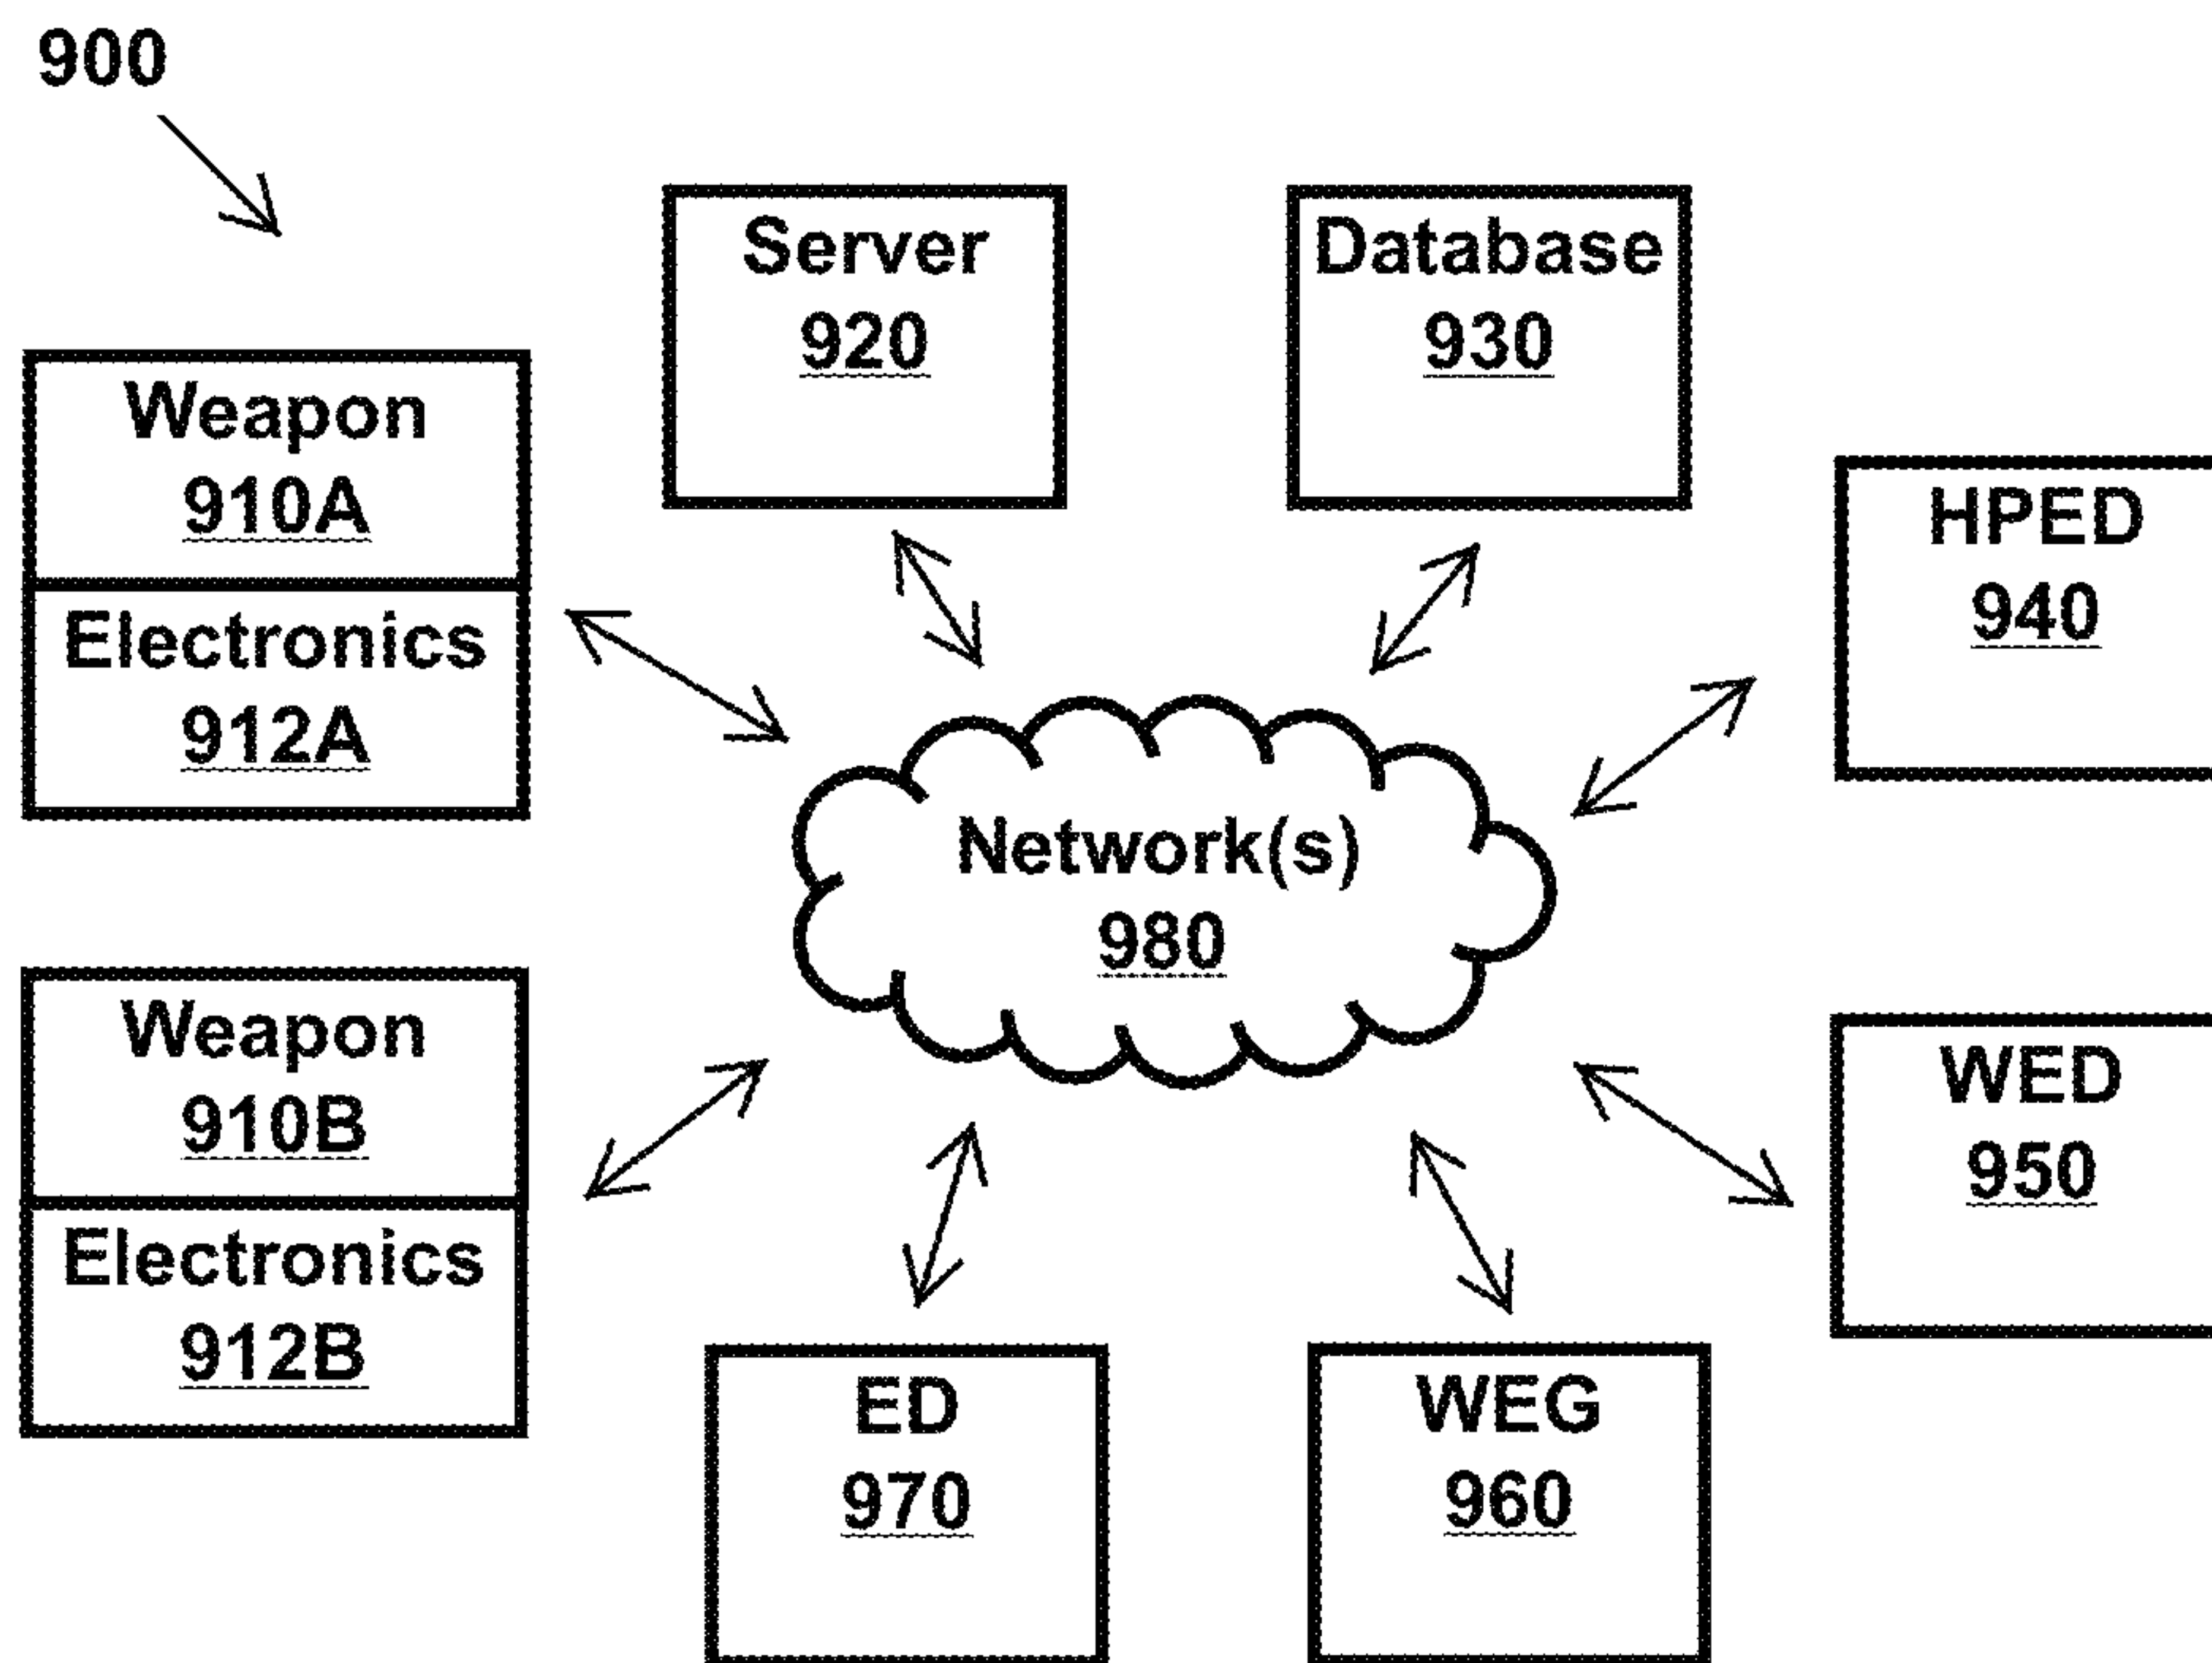 900
Server
920
Database
930
Weapon
910A
Electronics
912A
HPED
940
Network(s)
980
Weapon
910B
Electronics
912B
WED
950
ED
970
WEG
960